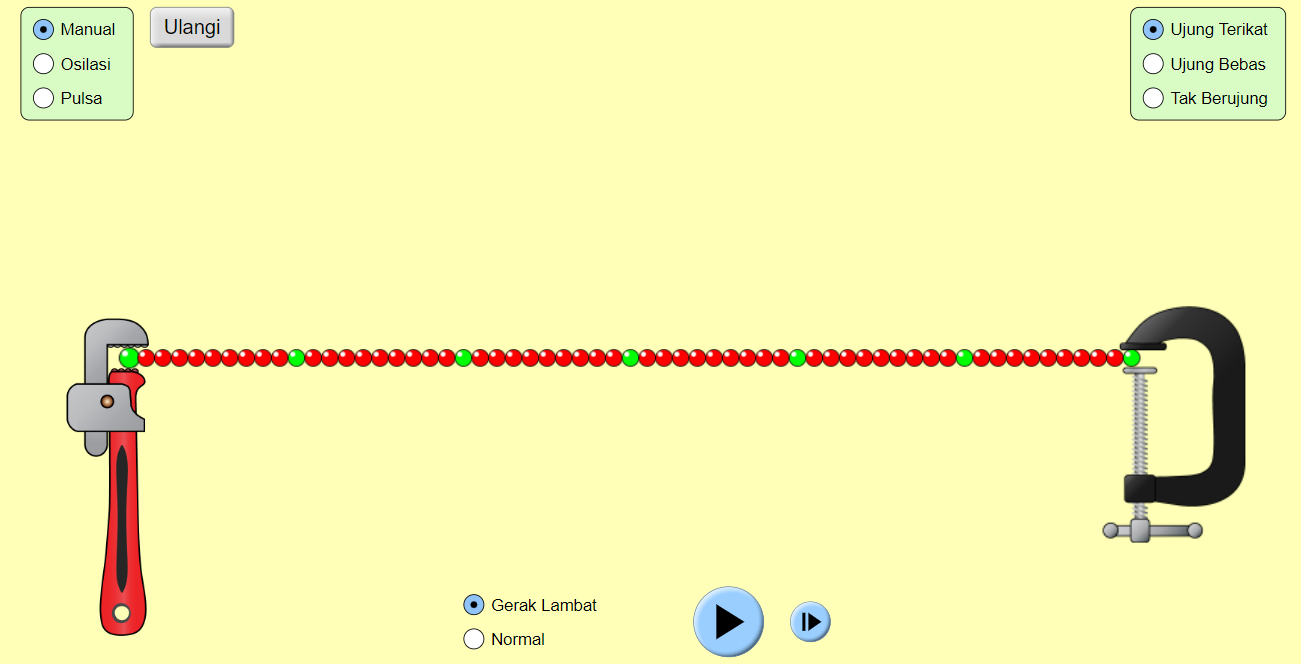 Manual
Osilasi
Pulsa
Ulangi
Ujung Terikat
Ujung Bebas
Tak Berujung
Gerak Lambat
Normal